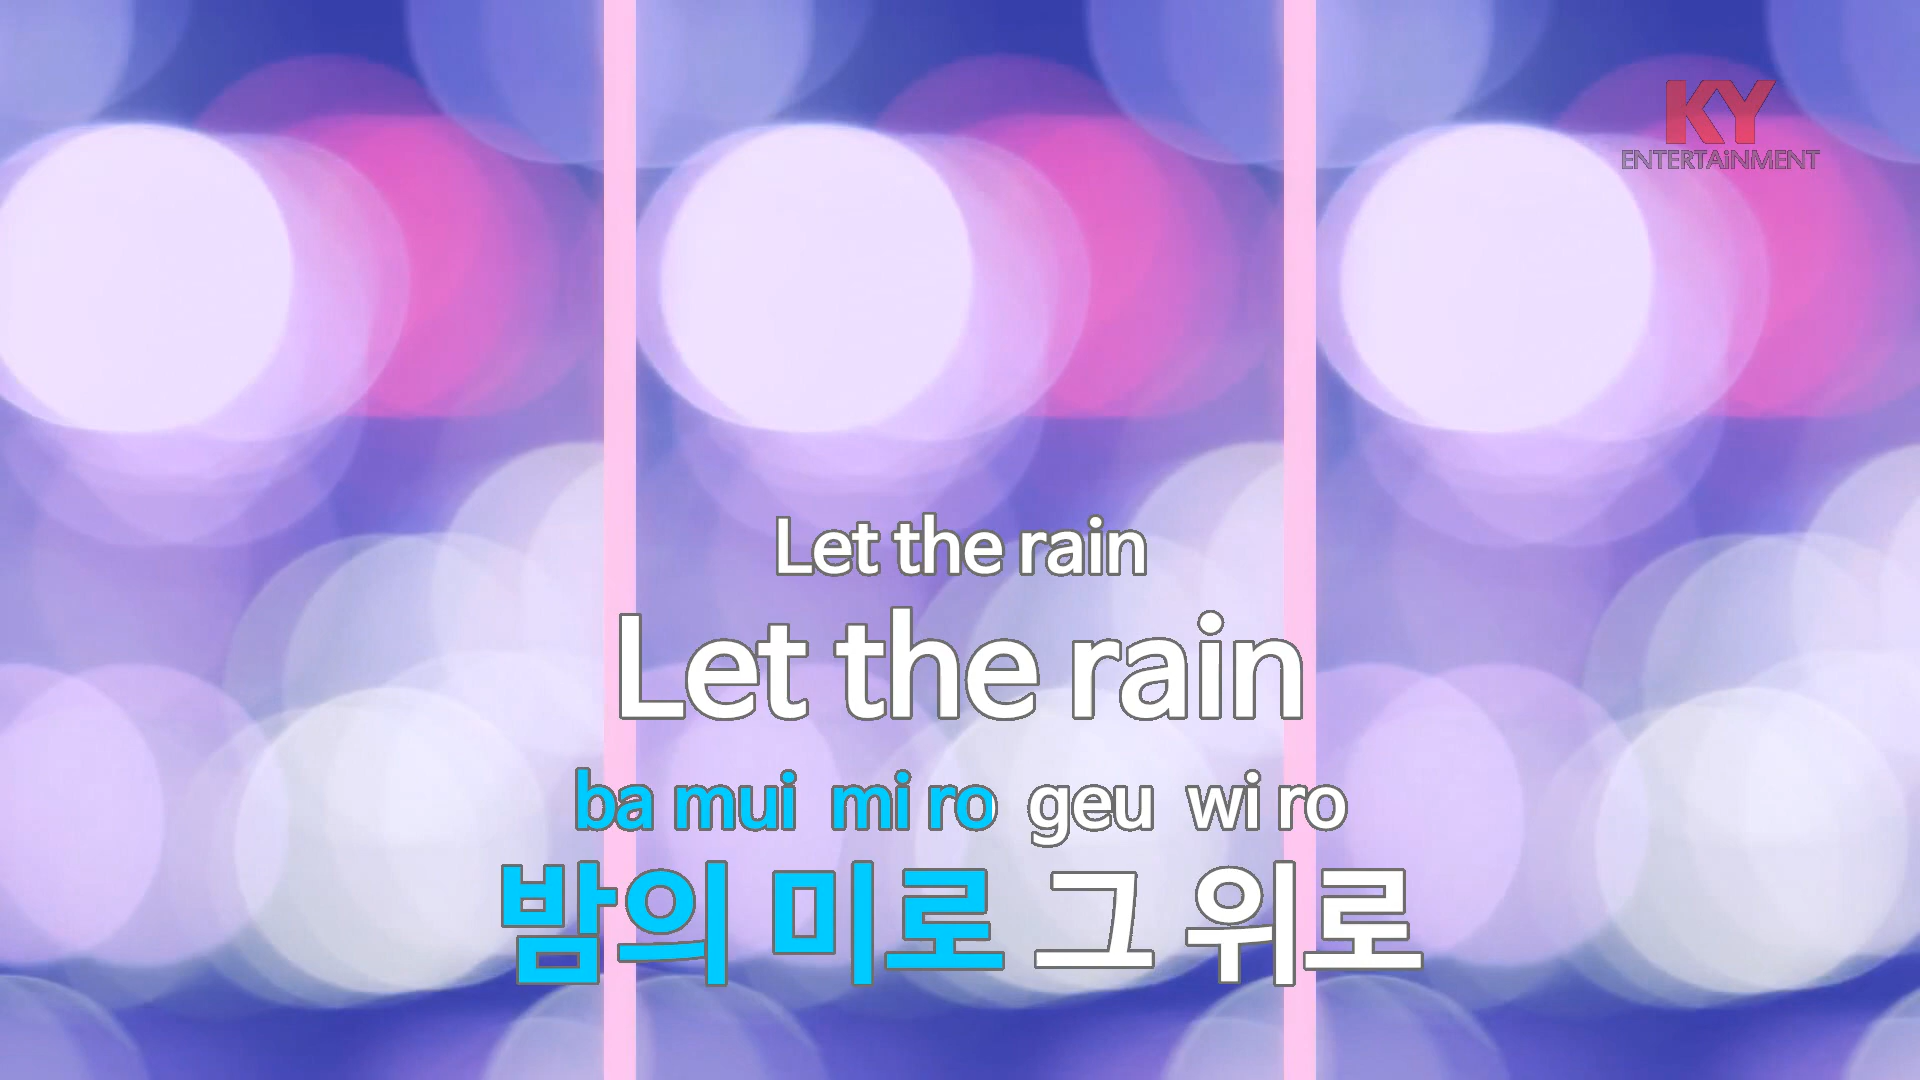 KY
ENTERTAiNMENT
Let the rain
Let the rain
ba mui mi ro geu wi ro
밤의 미로 그 위로